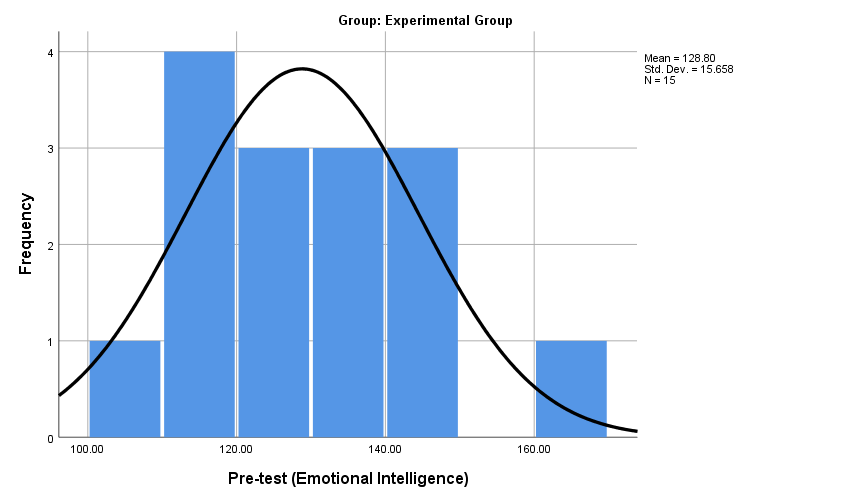 Group: Experimental Group
Mean = 128.80
Std. Dev. = 15.658
N = 15
Frequency
4
3
2
1
0
100.00 120.00 140.00 160.00
Pre-test (Emotional Intelligence)